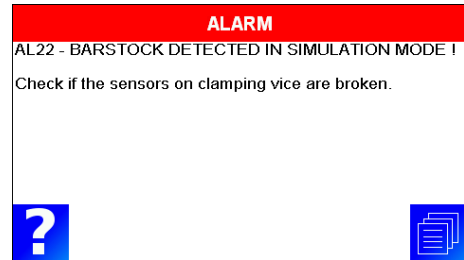 ALARM
AL22 - BARSTOCK DETECTED IN SIMULATION MODE !
Check if the sensors on clamping vice are broken.
?